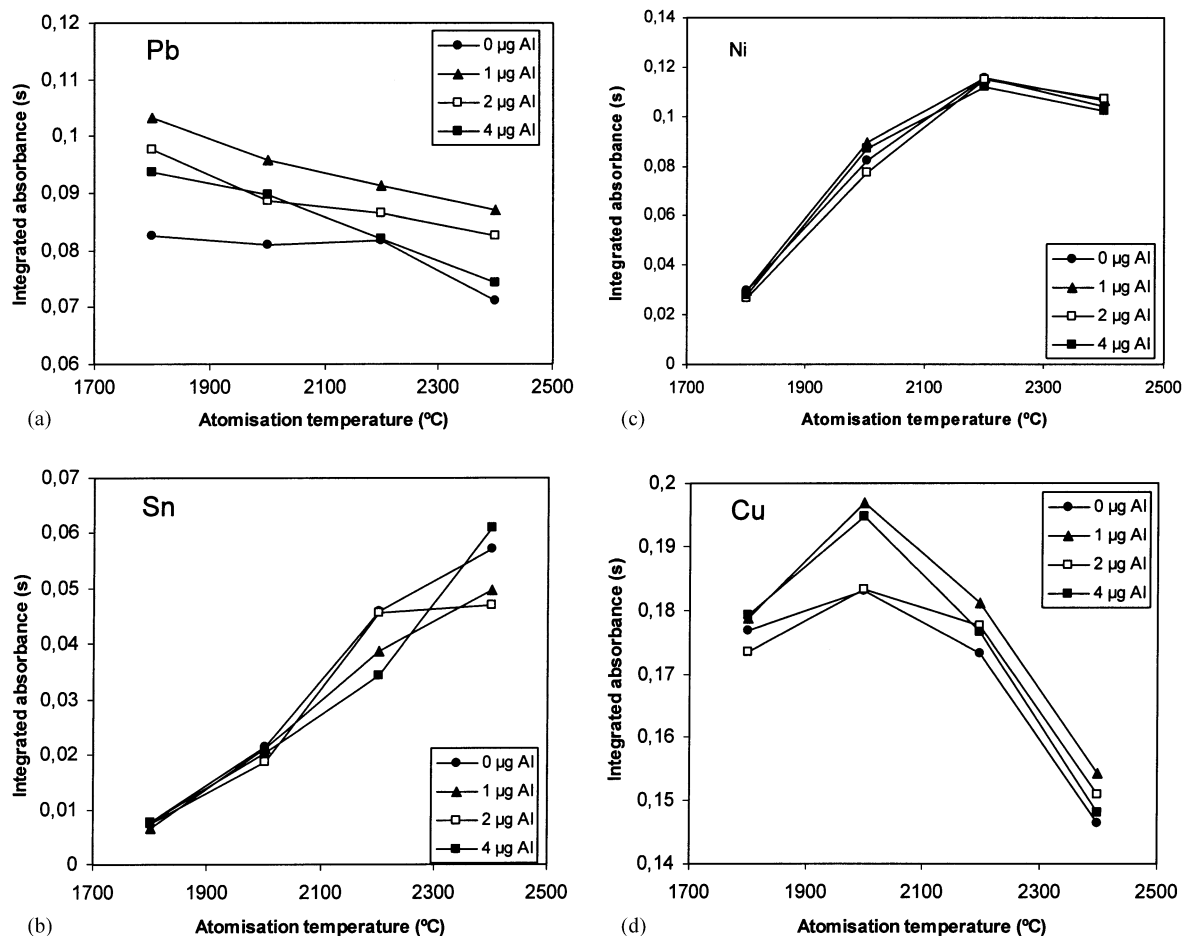 Pb
0 µg Al
1 µg Al
2 µg Al
4 µg Al
0,12
0,11
0,1
0,09
0,08
0,07
0,06
Integrated absorbance (s)
1700 1900 2100 2300 2500
Atomisation temperature (ºC)
(a)
Ni
0 µg Al
1 µg Al
2 µg Al
4 µg Al
0,14
0,12
0,1
0,08
0,06
0,04
0,02
0
Integrated absorbance (s)
1700 1900 2100 2300 2500
Atomisation temperature (ºC)
(c)
Sn
0 µg Al
1 µg Al
2 µg Al
4 µg Al
0,07
0,06
0,05
0,04
0,03
0,02
0,01
0
Integrated absorbance (s)
1700 1900 2100 2300 2500
Atomisation temperature (ºC)
(b)
Cu
0 µg Al
1 µg Al
2 µg Al
4 µg Al
0,2
0,19
0,18
0,17
0,16
0,15
0,14
Integrated absorbance (s)
1700 1900 2100 2300 2500
Atomisation temperature (ºC)
(d)